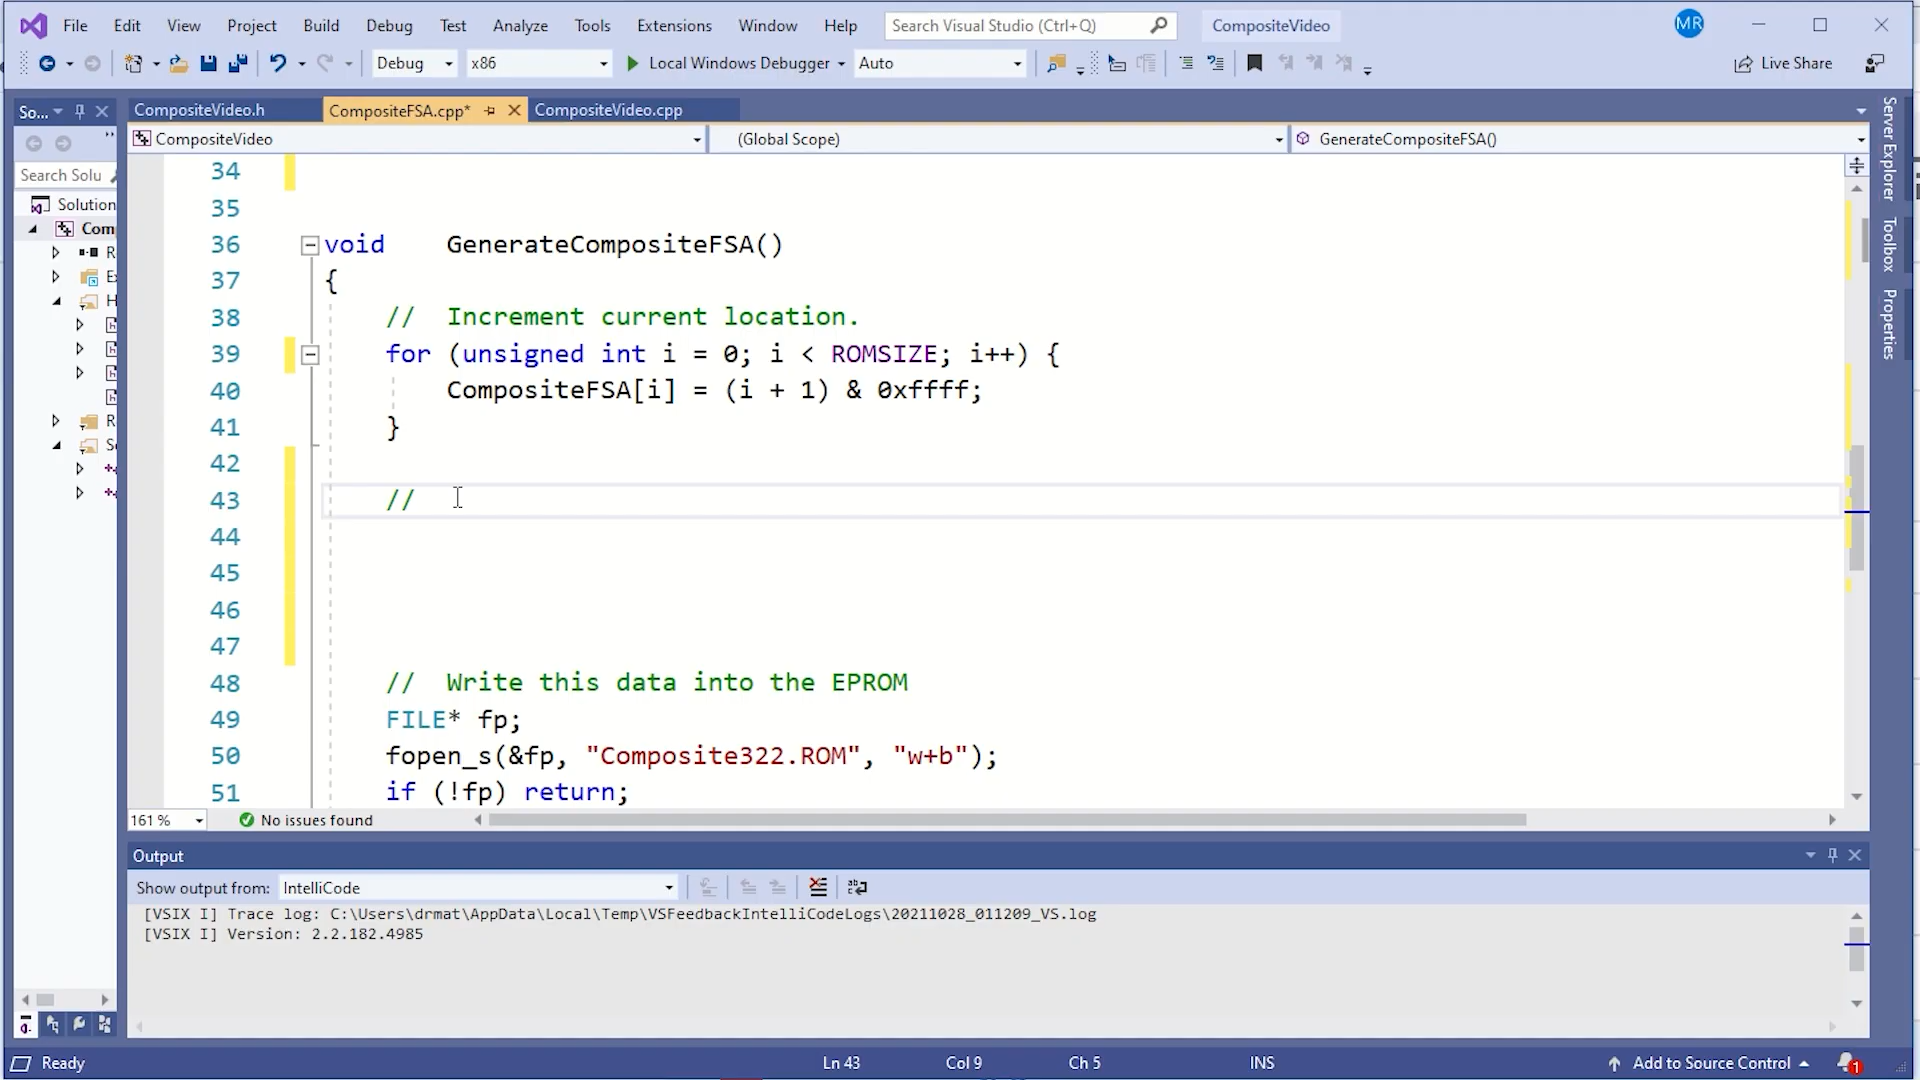 File Edit View Project Build Debug Test Analyze Tools Extensions Window Help Search Visual Studio (Ctrl+Q) CompositeVideo MR
Debug x86 Local Windows Debugger Auto Live Share
So... CompositeVideo.h CompositeFSA.cpp* CompositeVideo.cpp
CompositeVideo (Global Scope) GenerateCompositeFSA()
Search Solu
Solution
Com
R
Ex
H
R
So
Server Explorer
Toolbox
Properties
34
35
36 void GenerateCompositeFSA()
37 {
38 // Increment current location.
39 for (unsigned int i = 0; i < ROMSIZE; i++) {
40 CompositeFSA[i] = (i + 1) & 0xffff;
41 }
42
43 //
44
45
46
47
48 // Write this data into the EPROM
49 FILE* fp;
50 fopen_s(&fp, "Composite322.ROM", "w+b");
51 if (!fp) return;
161 % No issues found
Output
Show output from: IntelliCode
[VSIX I] Trace log: C:\Users\drmat\AppData\Local\Temp\VSFeedbackIntelliCodeLogs\20211028_011209_VS.log
[VSIX I] Version: 2.2.182.4985
Ready Ln 43 Col 9 Ch 5 INS Add to Source Control 1